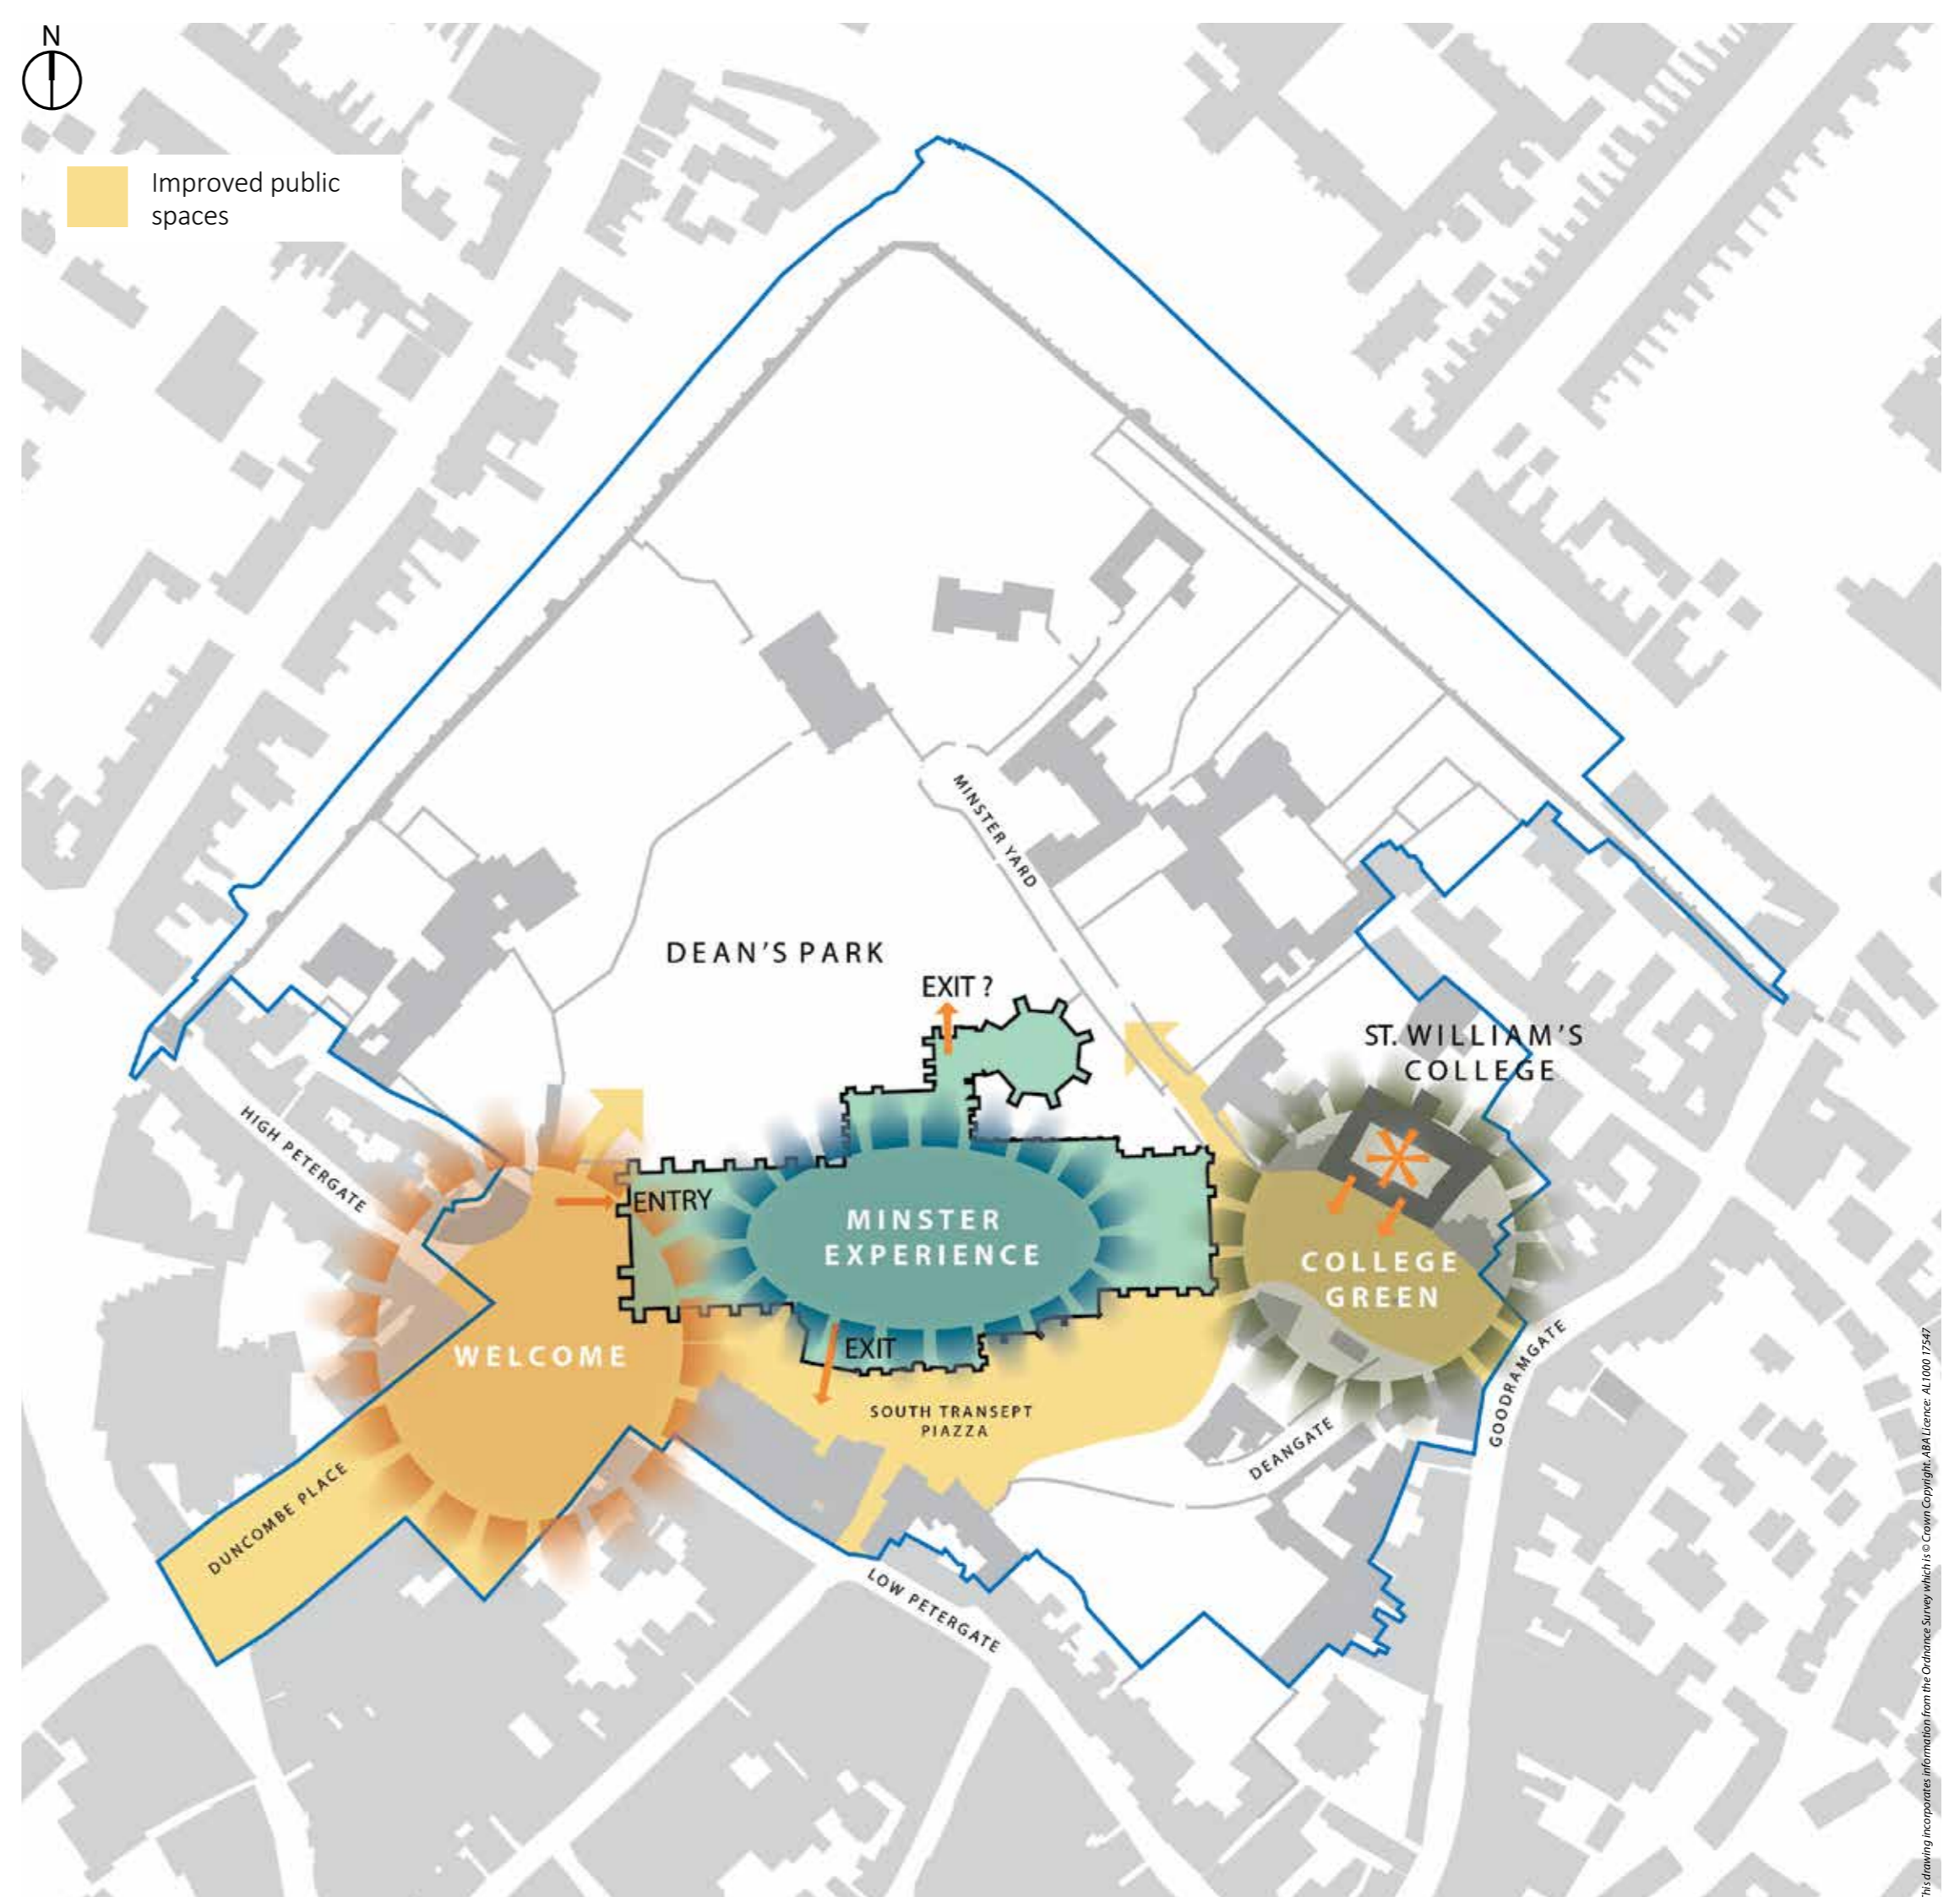 N
Improved public
spaces
MINSTER YARD
DEAN'S PARK
EXIT ?
ST. WILLIAM'S
COLLEGE
HIGH PETERGATE
ENTRY
MINSTER
EXPERIENCE
COLLEGE
GREEN
WELCOME
EXIT
SOUTH TRANSEPT
PIAZZA
GOODRAMGATE
DEANGATE
DUNCOMBE PLACE
LOW PETERGATE
This drawing incorporates information from the Ordnance Survey which is © Crown Copyright. ABA Licence: AL1000 17547